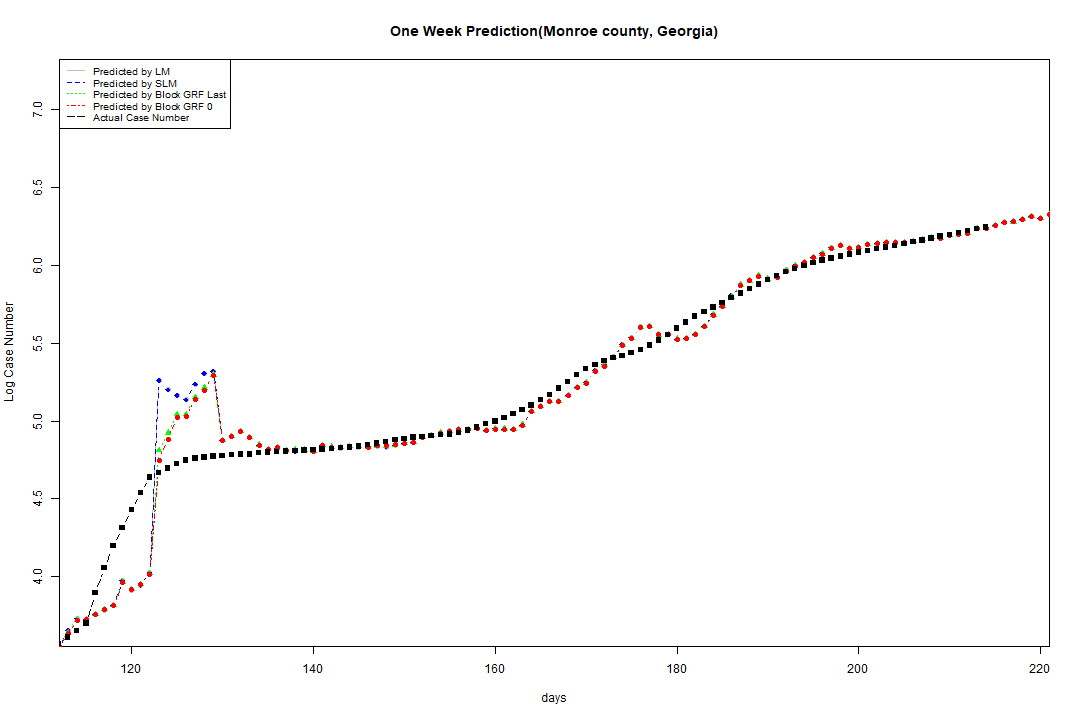 One Week Prediction(Monroe county, Georgia)
Predicted by LM
Predicted by SLM
Predicted by Block GRF Last
Predicted by Block GRF 0
Actual Case Number
7.0
6.5
6.0
5.5
5.0
4.5
4.0
Log Case Number
120 140 160 180 200 220
days